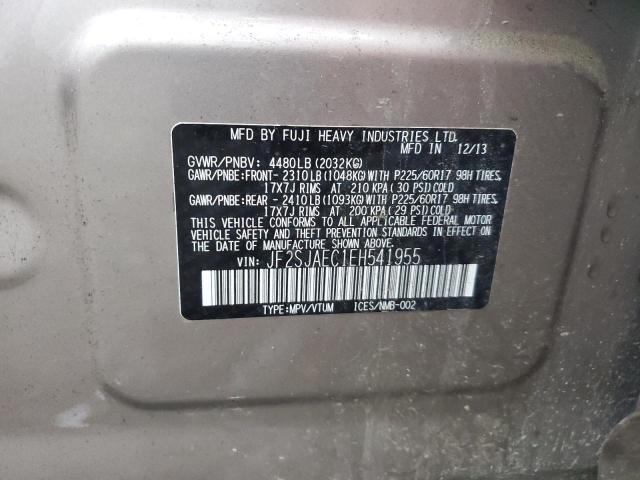 MFD BY FUJI HEAVY INDUSTRIES LTD.
12/13
GVWR/PNBV: 4480LB(2032KG)
GAWR/PNBE:FRONT- 2310LB(1048KG)WITH P225/60R17 98H TIRES,
17X7J RIMS AT 210 KPA(30 PSI)COLD
GAWR/PNBE:REAR - 2410LB(1093KG)WITH P225/60R17 98H TIRES,
17X7J RIMS AT 200 KPA(29 PSI)COLD
THIS VEHICLE CONFORMS TO ALL APPLICABLE FEDERAL MOTOR
VEHICLE SAFETY AND THEFT PREVENTION STANDARDS IN EFFECT
ON THE DATE OF MANUFACTURE SHOWN ABOVE.
VIN: JF2SJAEC1EH541955
TYPE:MPV/VTUM ICES/NMB-002